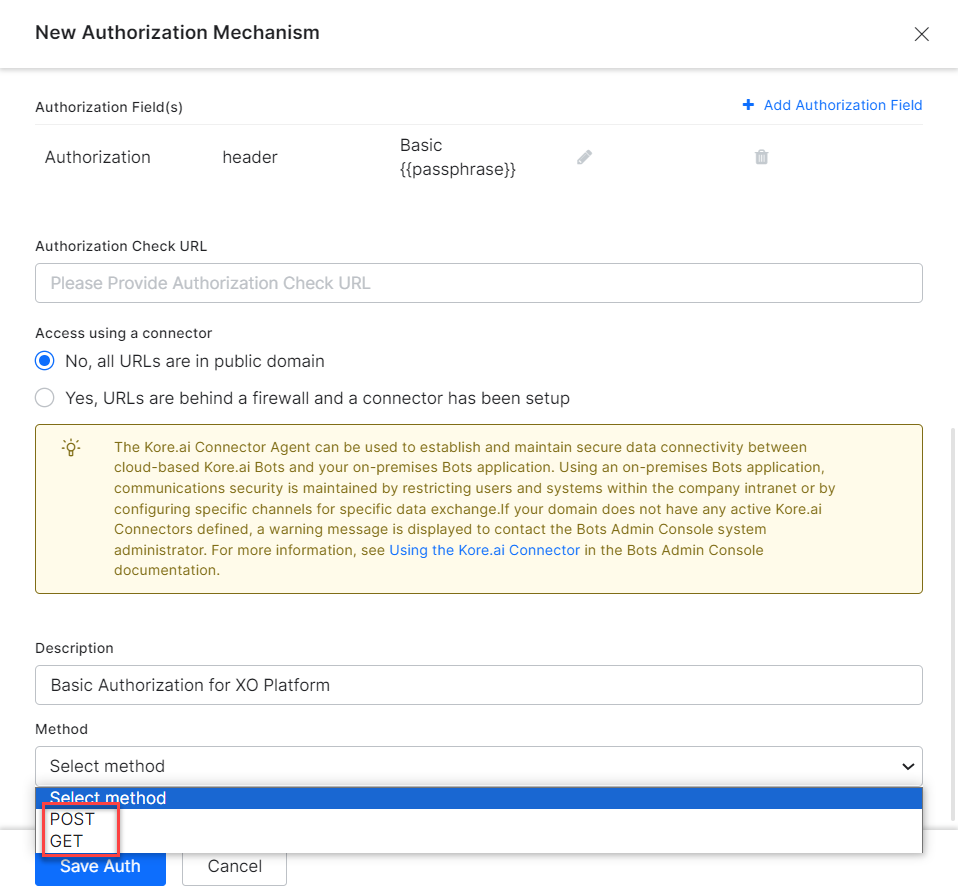 New Authorization Mechanism
Authorization Field(s)
+ Add Authorization Field
Authorization header Basic
{{passphrase}}
Authorization Check URL
Please Provide Authorization Check URL
Access using a connector
No, all URLs are in public domain
Yes, URLs are behind a firewall and a connector has been setup
The Kore.ai Connector Agent can be used to establish and maintain secure data connectivity between
cloud-based Kore.ai Bots and your on-premises Bots application. Using an on-premises Bots application,
communications security is maintained by restricting users and systems within the company intranet or by
configuring specific channels for specific data exchange.If your domain does not have any active Kore.ai
Connectors defined, a warning message is displayed to contact the Bots Admin Console system
administrator. For more information, see Using the Kore.ai Connector in the Bots Admin Console
documentation.
Description
Basic Authorization for XO Platform
Method
Select method
Select method
POST
GET
Save Auth Cancel